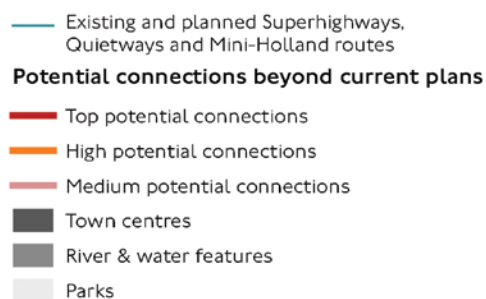 Existing and planned Superhighways,
Quietways and Mini-Holland routes
Potential connections beyond current plans
Top potential connections
High potential connections
Medium potential connections
Town centres
River & water features
Parks